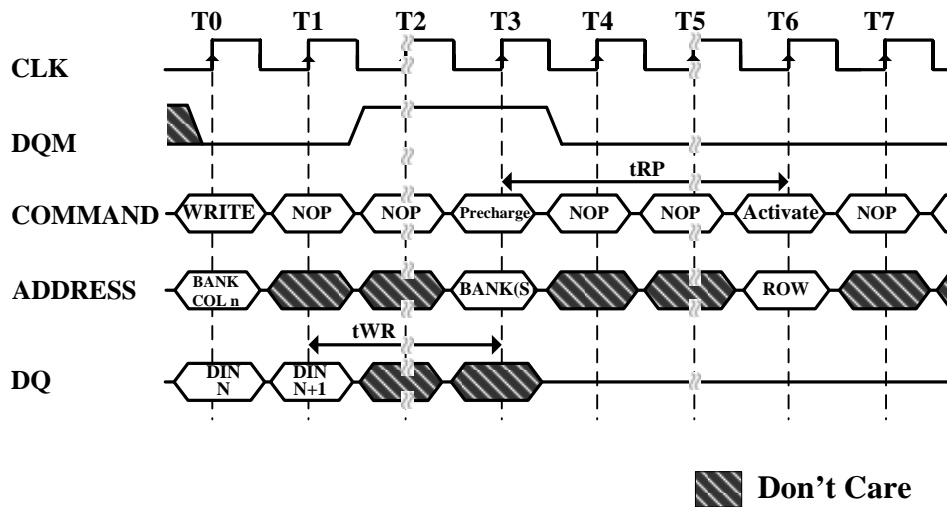 T0 T1 T2 T3 T4 T5 T6 T7
CLK
DQM
tRP
COMMAND WRITE NOP NOP Precharge NOP NOP Activate NOP
ADDRESS BANK COL n BANK(S ROW
tWR
DQ DIN N DIN N+1
Don't Care